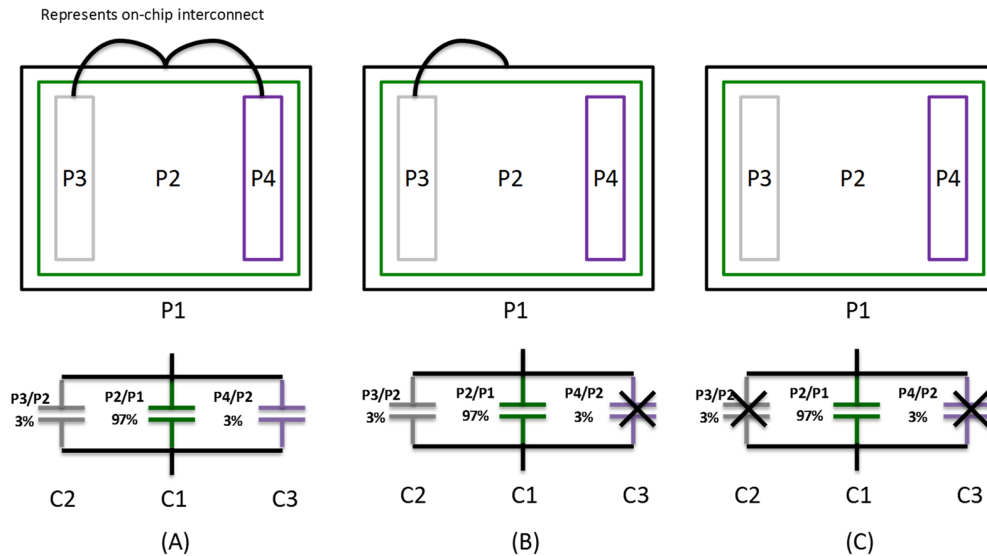 Represents on-chip interconnect
P3 P2 P4
P1
P3/P2 P2/P1 P4/P2
3% 97% 3%
C2 C1 C3
(A)
P3 P2 P4
P1
P3/P2 P2/P1 P4/P2
3% 97% 3%
C2 C1 C3
(B)
P3 P2 P4
P1
P3/P2 P2/P1 P4/P2
3% 97% 3%
C2 C1 C3
(C)